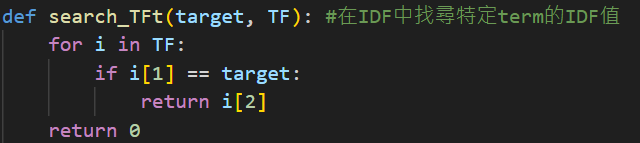 def search_TFt(target, TF): #在IDF中找尋特定term的IDF值
    for i in TF:
        if i[1] == target:
            return i[2]
    return 0